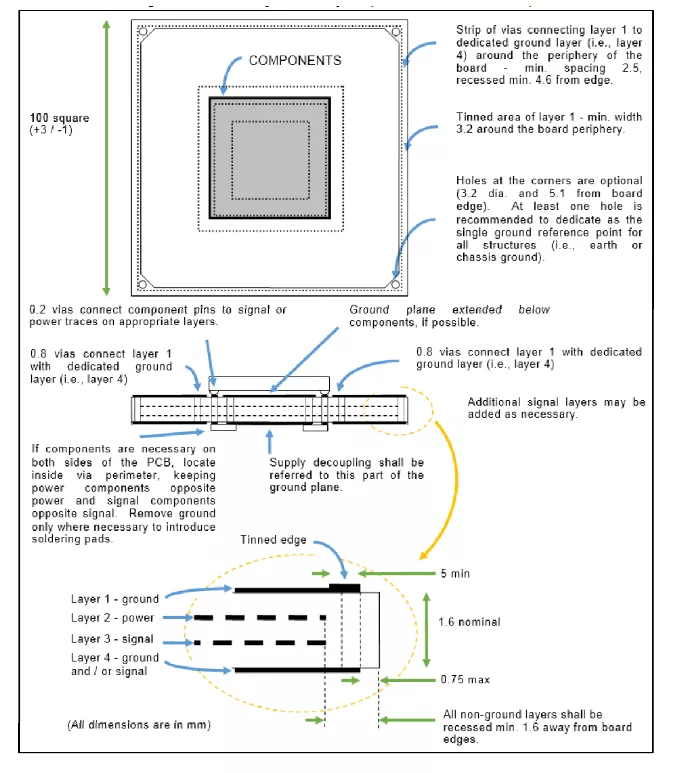 Strip of vias connecting layer 1 to
dedicated ground layer (i.e., layer
4) around the periphery of the
board - min. spacing 2.5,
recessed min. 4.6 from edge.
COMPONENTS
100 square
(+3 / -1)
Tinned area of layer 1 - min. width
3.2 around the board periphery.
Holes at the corners are optional
(3.2 dia. and 5.1 from board
edge). At least one hole is
recommended to dedicate as the
single ground reference point for
all structures (i.e., earth or
chassis ground).
0.2 vias connect component pins to signal or
power traces on appropriate layers.
Ground plane extended below
components, if possible.
0.8 vias connect layer 1
with dedicated ground
layer (i.e., layer 4)
0.8 vias connect layer 1 with dedicated
ground layer (i.e., layer 4)
Additional signal layers may be
added as necessary.
If components are necessary on
both sides of the PCB, locate
inside via perimeter, keeping
power components opposite
power and signal components
opposite signal. Remove ground
only where necessary to introduce
soldering pads.
Supply decoupling shall be
referred to this part of the
ground plane.
Tinned edge
5 min
Layer 1 - ground
Layer 2 - power
Layer 3 - signal
Layer 4 - ground
and / or signal
1.6 nominal
0.75 max
(All dimensions are in mm)
All non-ground layers shall be
recessed min. 1.6 away from board
edges.